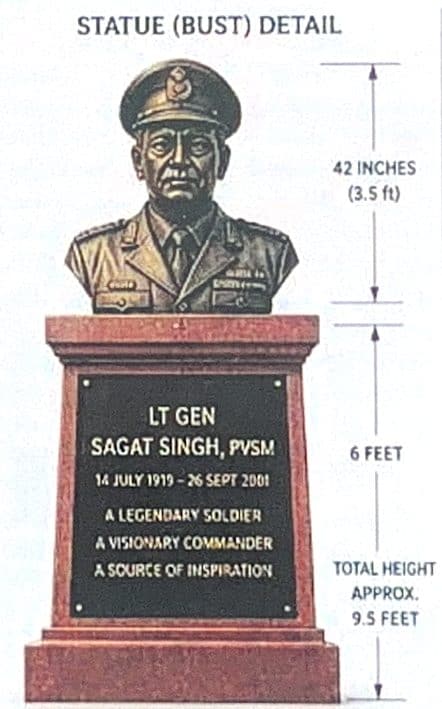 STATUE (BUST) DETAIL
42 INCHES
(3.5 ft)
LT GEN
SAGAT SINGH, PVSM
14 JULY 1919 – 26 SEPT 2001
A LEGENDARY SOLDIER
A VISIONARY COMMANDER
A SOURCE OF INSPIRATION
6 FEET
TOTAL HEIGHT
APPROX.
9.5 FEET